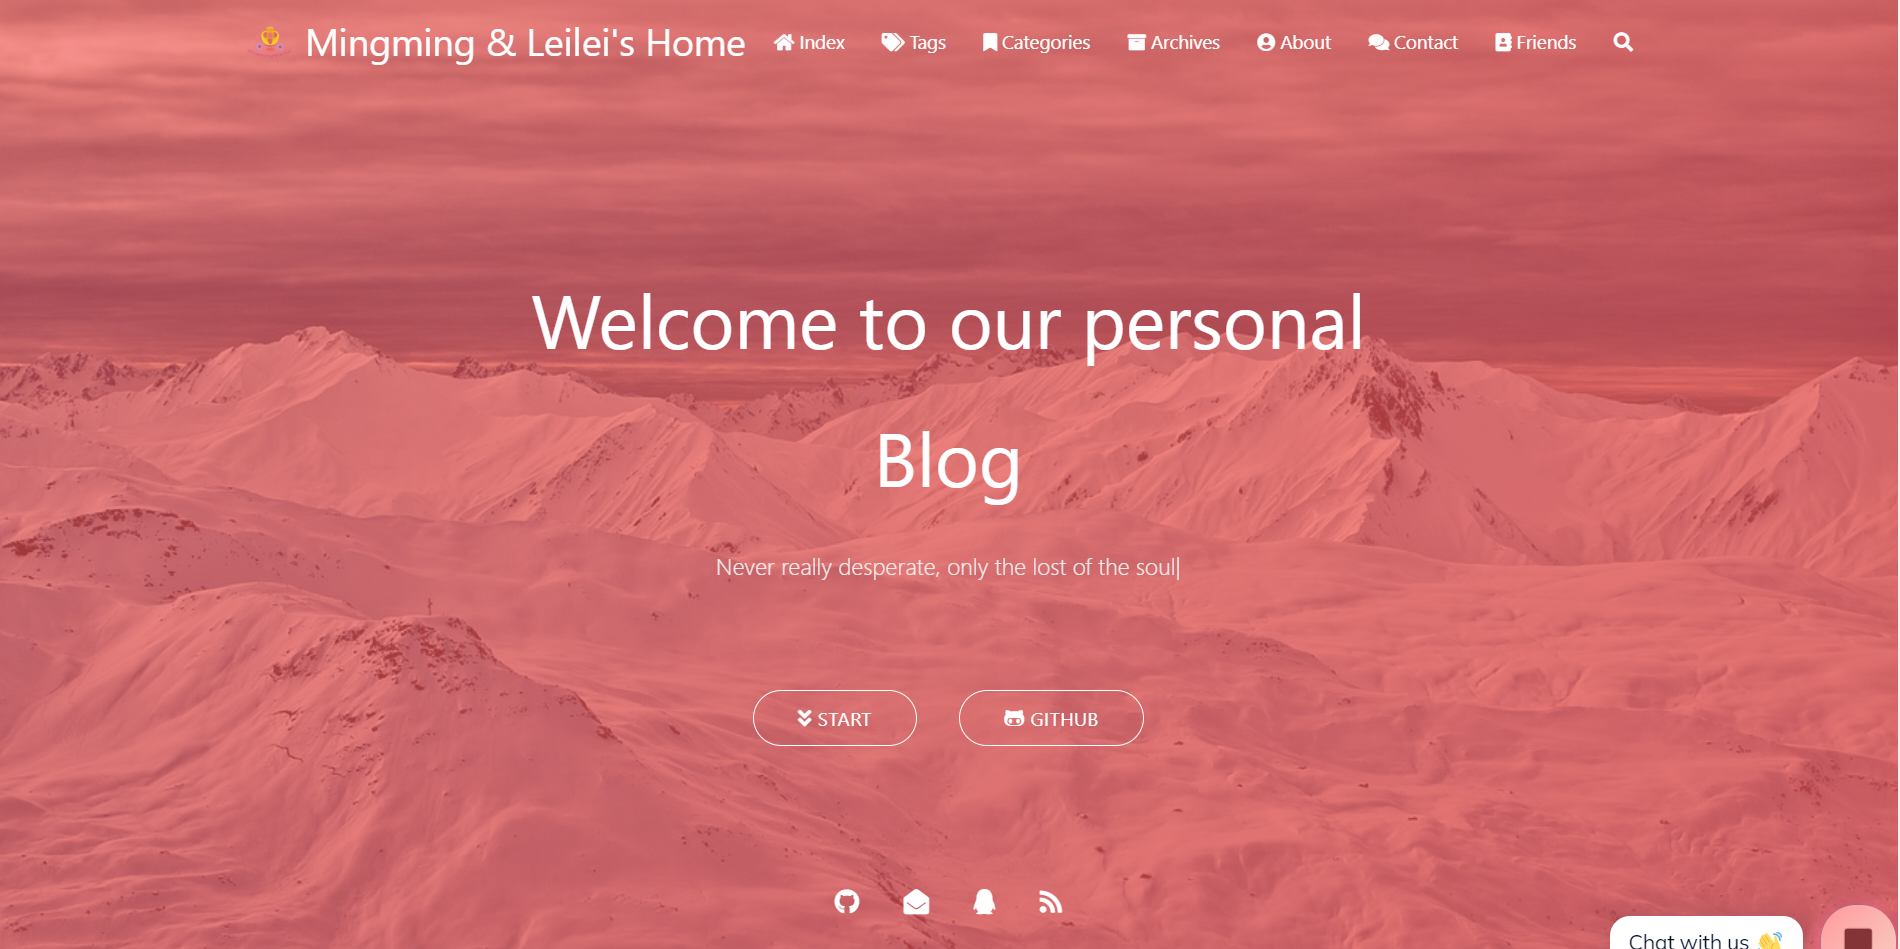 Mingming & Leilei's Home Index Tags Categories Archives About Contact Friends
Welcome to our personal
Blog
Never really desperate, only the lost of the soul|
START GITHUB
Chat with us 👋